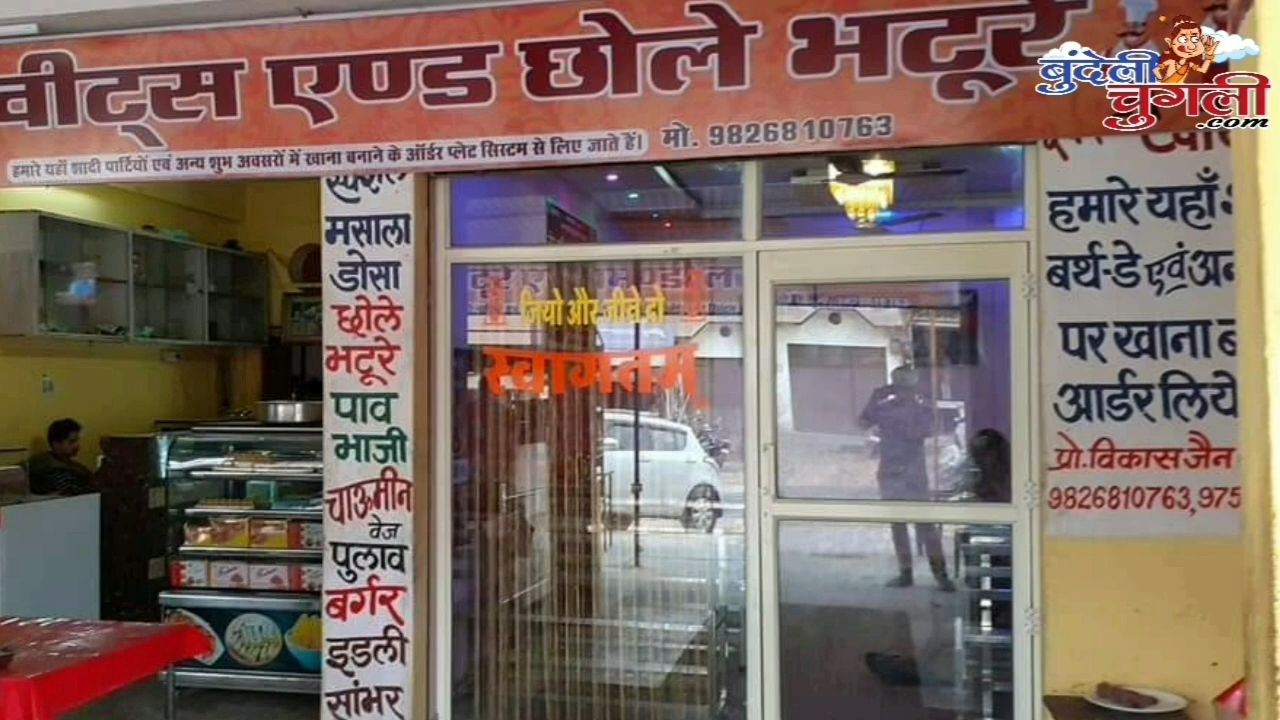 एण्ड छोले भटूरे
हमारे यहाँ शादी पार्टियों एवं अन्य शुभ अवसरों में खाना बनाने के ऑर्डर प्लेट सिस्टम से लिए जाते हैं।
मो. 9826810763
बुंदेली
चुगली
.com
मसाला
डोसा
छोले
भटूरे
पाव
भाजी
चाऊमीन
वेज
पुलाव
बर्गर
इडली
सांभर
जियो और जीने दो
स्वागतम्
हमारे यहाँ
बर्थ-डे एवं
पर खाना
आर्डर लिये
प्रो. विकास जैन
9826810763, 975